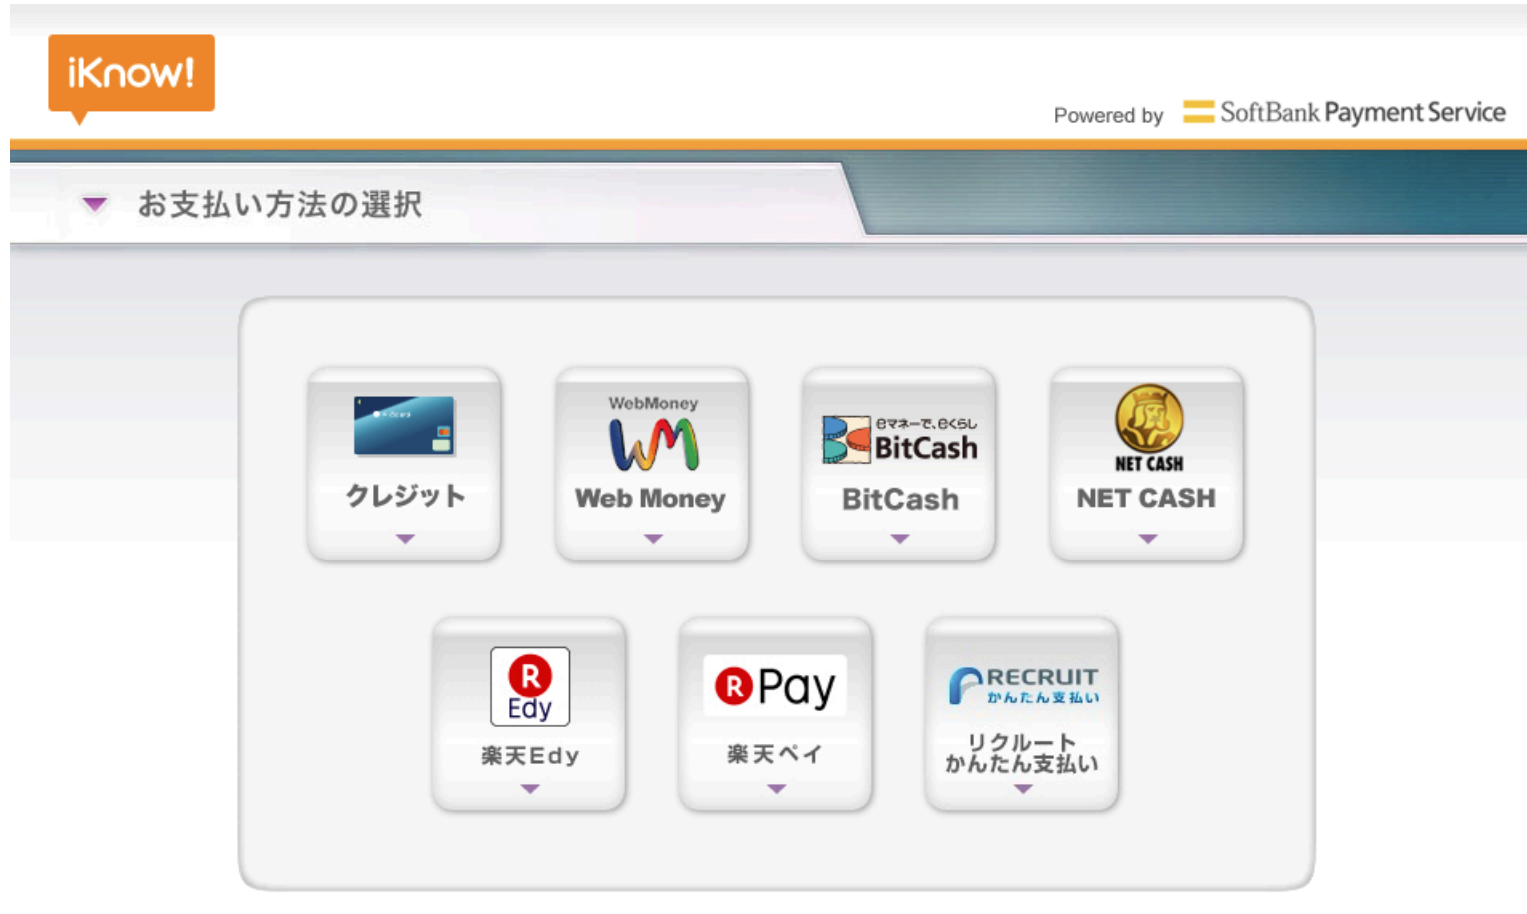 iKnow!
Powered by SoftBank Payment Service
お支払い方法の選択
クレジット
WebMoney
WM
Web Money
eマネーで、eくらし
BitCash
BitCash
NET CASH
NET CASH
R
Edy
楽天Edy
R Pay
楽天ペイ
RECRUIT
かんたん支払い
リクルート
かんたん支払い